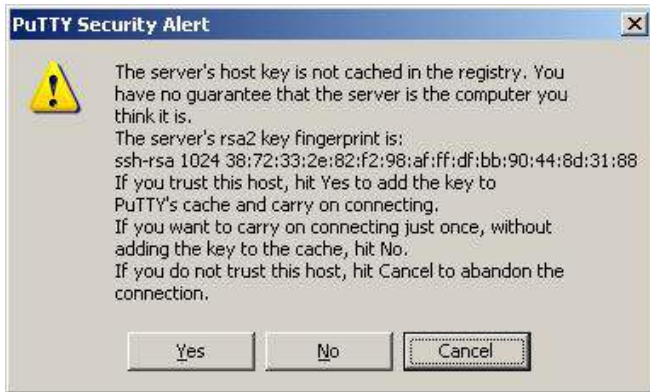 PuTTY Security Alert
The server's host key is not cached in the registry. You
have no guarantee that the server is the computer you
think it is.
The server's rsa2 key fingerprint is:
ssh-rsa 1024 38:72:33:2e:82:f2:98:af:ff:df:bb:90:44:8d:31:88
If you trust this host, hit Yes to add the key to
PuTTY's cache and carry on connecting.
If you want to carry on connecting just once, without
adding the key to the cache, hit No.
If you do not trust this host, hit Cancel to abandon the
connection.
Yes No Cancel